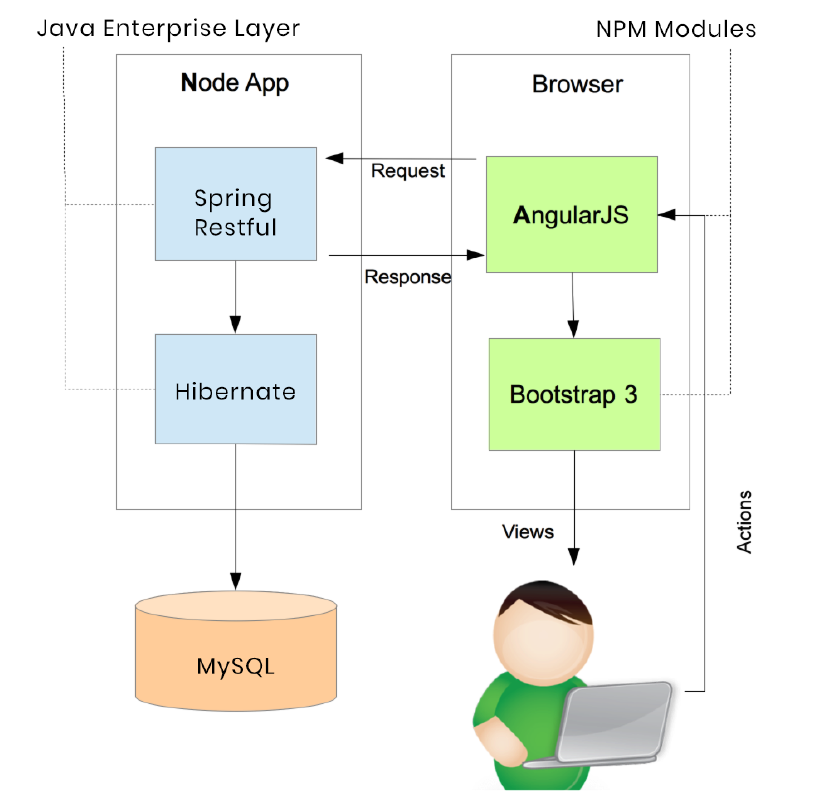 Java Enterprise Layer
NPM Modules
Node App
Browser
Spring
Restful
Request
AngularJS
Response
Hibernate
Bootstrap 3
Views
Actions
MySQL